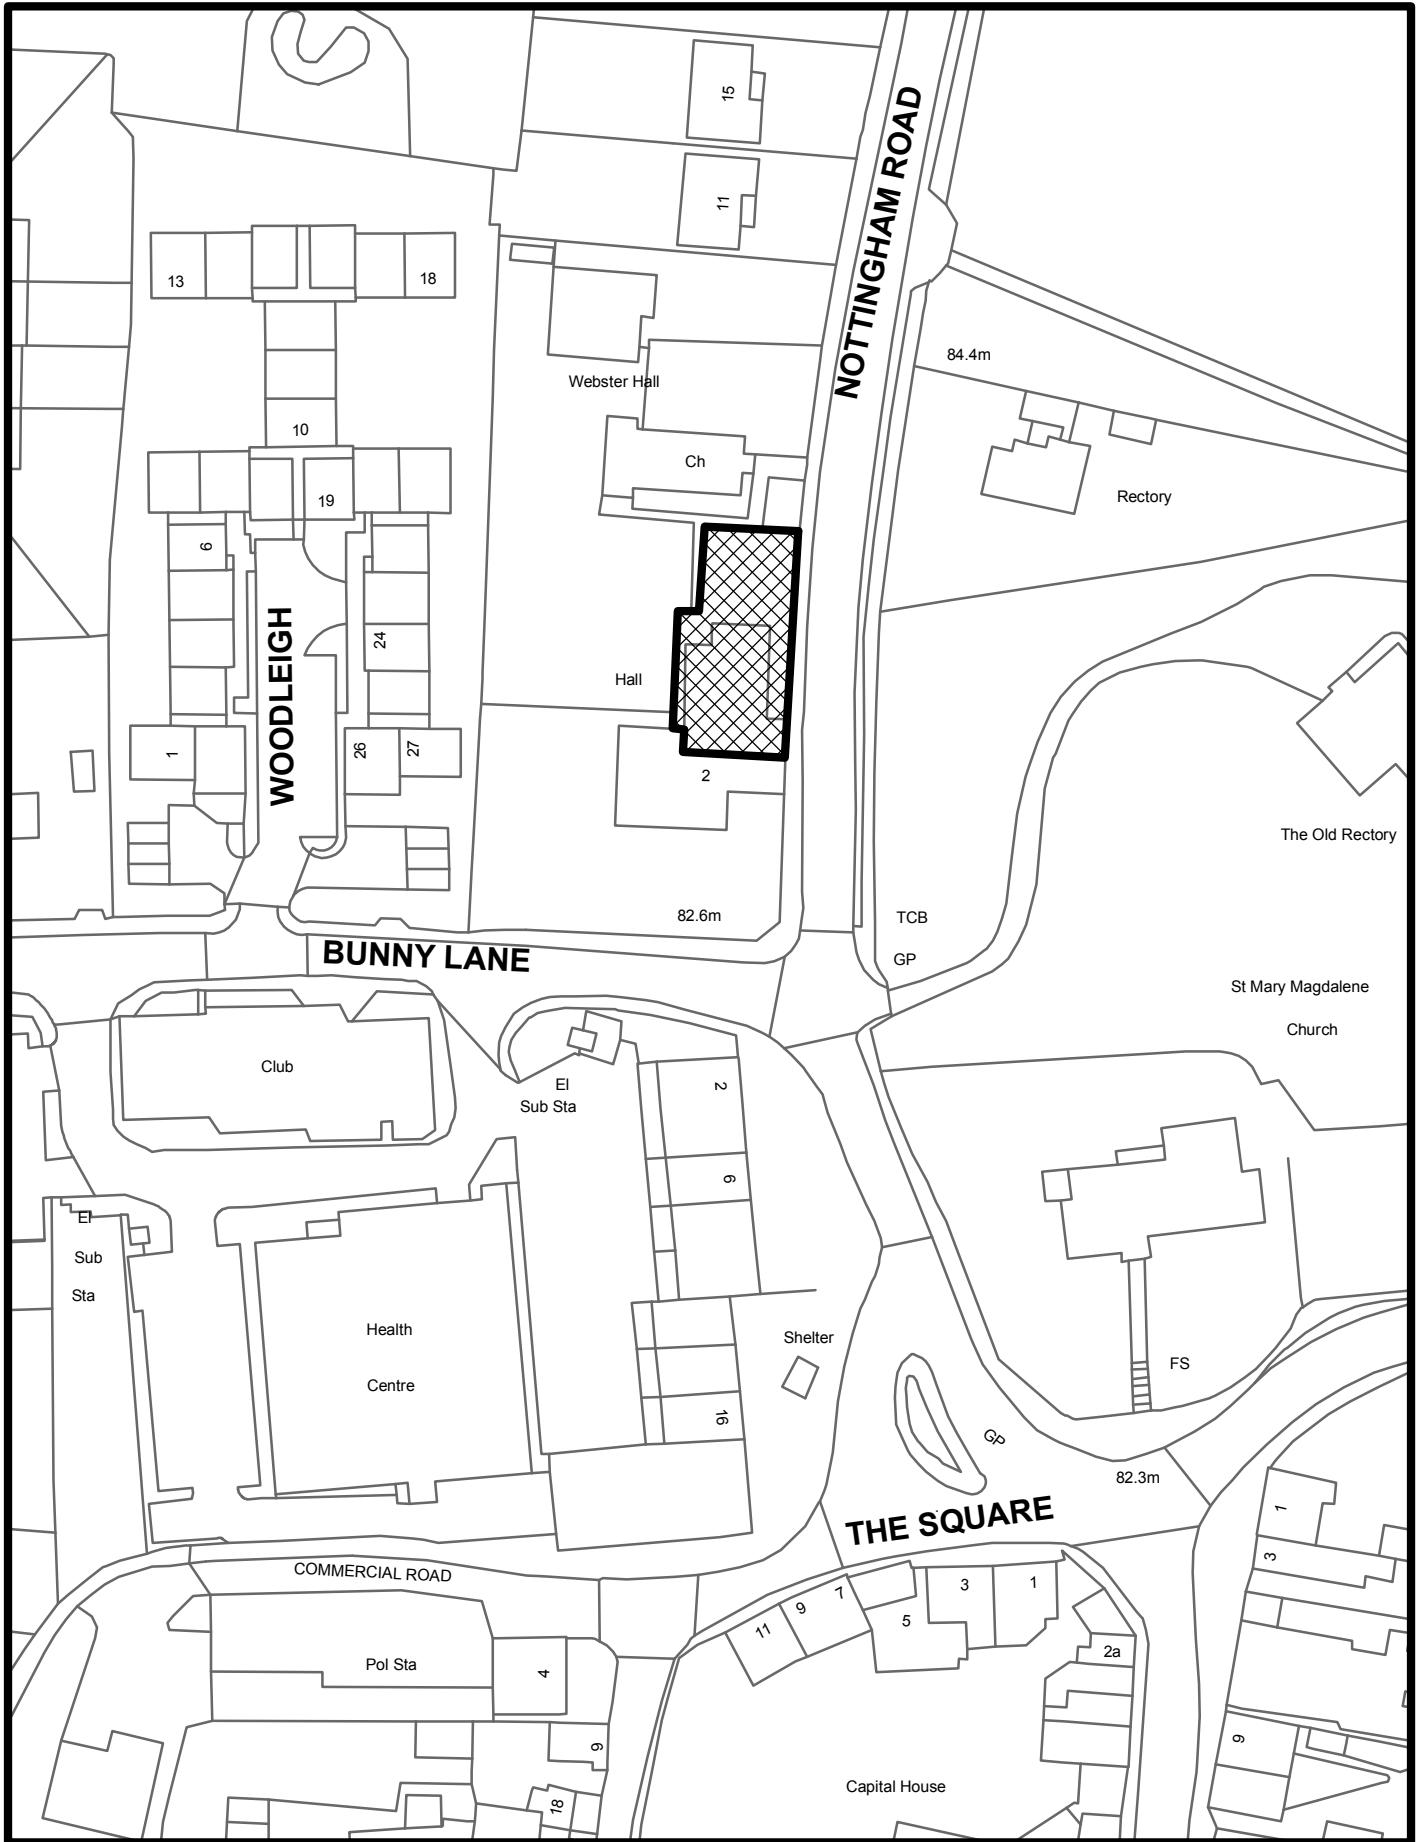 15
NOTTINGHAM ROAD
11
13
18
84.4m
Webster Hall
10
Ch
19
Rectory
6
WOODLEIGH
24
Hall
1
26
27
2
The Old Rectory
82.6m
TCB
BUNNY LANE
GP
St Mary Magdalene
Church
Club
El
Sub Sta
2
6
El
Sub
Sta
Health
Centre
Shelter
FS
16
GP
82.3m
THE SQUARE
1
3
COMMERCIAL ROAD
11
9
7
5
3
1
2a
Pol Sta
4
9
9
18
Capital House